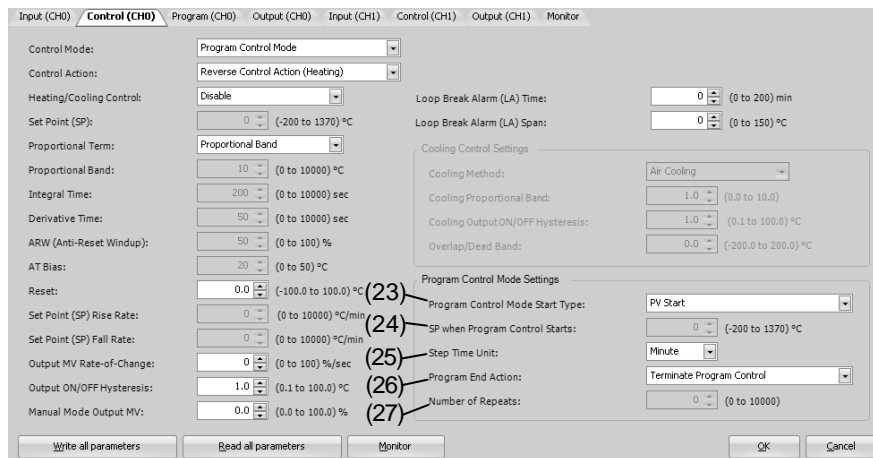 Input (CH0) Control (CH0) Program (CH0) Output (CH0) Input (CH1) Control (CH1) Output (CH1) Monitor
Control Mode: Program Control Mode
Control Action: Reverse Control Action (Heating)
Heating/Cooling Control: Disable
Set Point (SP): 0 (-200 to 1370) °C
Proportional Term: Proportional Band
Proportional Band: 10 (0 to 10000) °C
Integral Time: 200 (0 to 10000) sec
Derivative Time: 50 (0 to 10000) sec
ARW (Anti-Reset Windup): 50 (0 to 100) %
AT Bias: 20 (0 to 50) °C
Reset: 0.0 (-100.0 to 100.0) °C
Set Point (SP) Rise Rate: 0 (0 to 10000) °C/min
Set Point (SP) Fall Rate: 0 (0 to 10000) °C/min
Output MV Rate-of-Change: 0 (0 to 100) %/sec
Output ON/OFF Hysteresis: 1.0 (0.1 to 100.0) °C
Manual Mode Output MV: 0.0 (0.0 to 100.0) %
Loop Break Alarm (LA) Time: 0 (0 to 200) min
Loop Break Alarm (LA) Span: 0 (0 to 150) °C
Cooling Control Settings
Cooling Method: Air Cooling
Cooling Proportional Band: 1.0 (0.0 to 10.0)
Cooling Output ON/OFF Hysteresis: 1.0 (0.1 to 100.0) °C
Overlap/Dead Band: 0.0 (-200.0 to 200.0) °C
Program Control Mode Settings
(23) Program Control Mode Start Type: PV Start
(24) SP when Program Control Starts: 0 (-200 to 1370) °C
(25) Step Time Unit: Minute
(26) Program End Action: Terminate Program Control
(27) Number of Repeats: 0 (0 to 10000)
Write all parameters Read all parameters Monitor OK Cancel